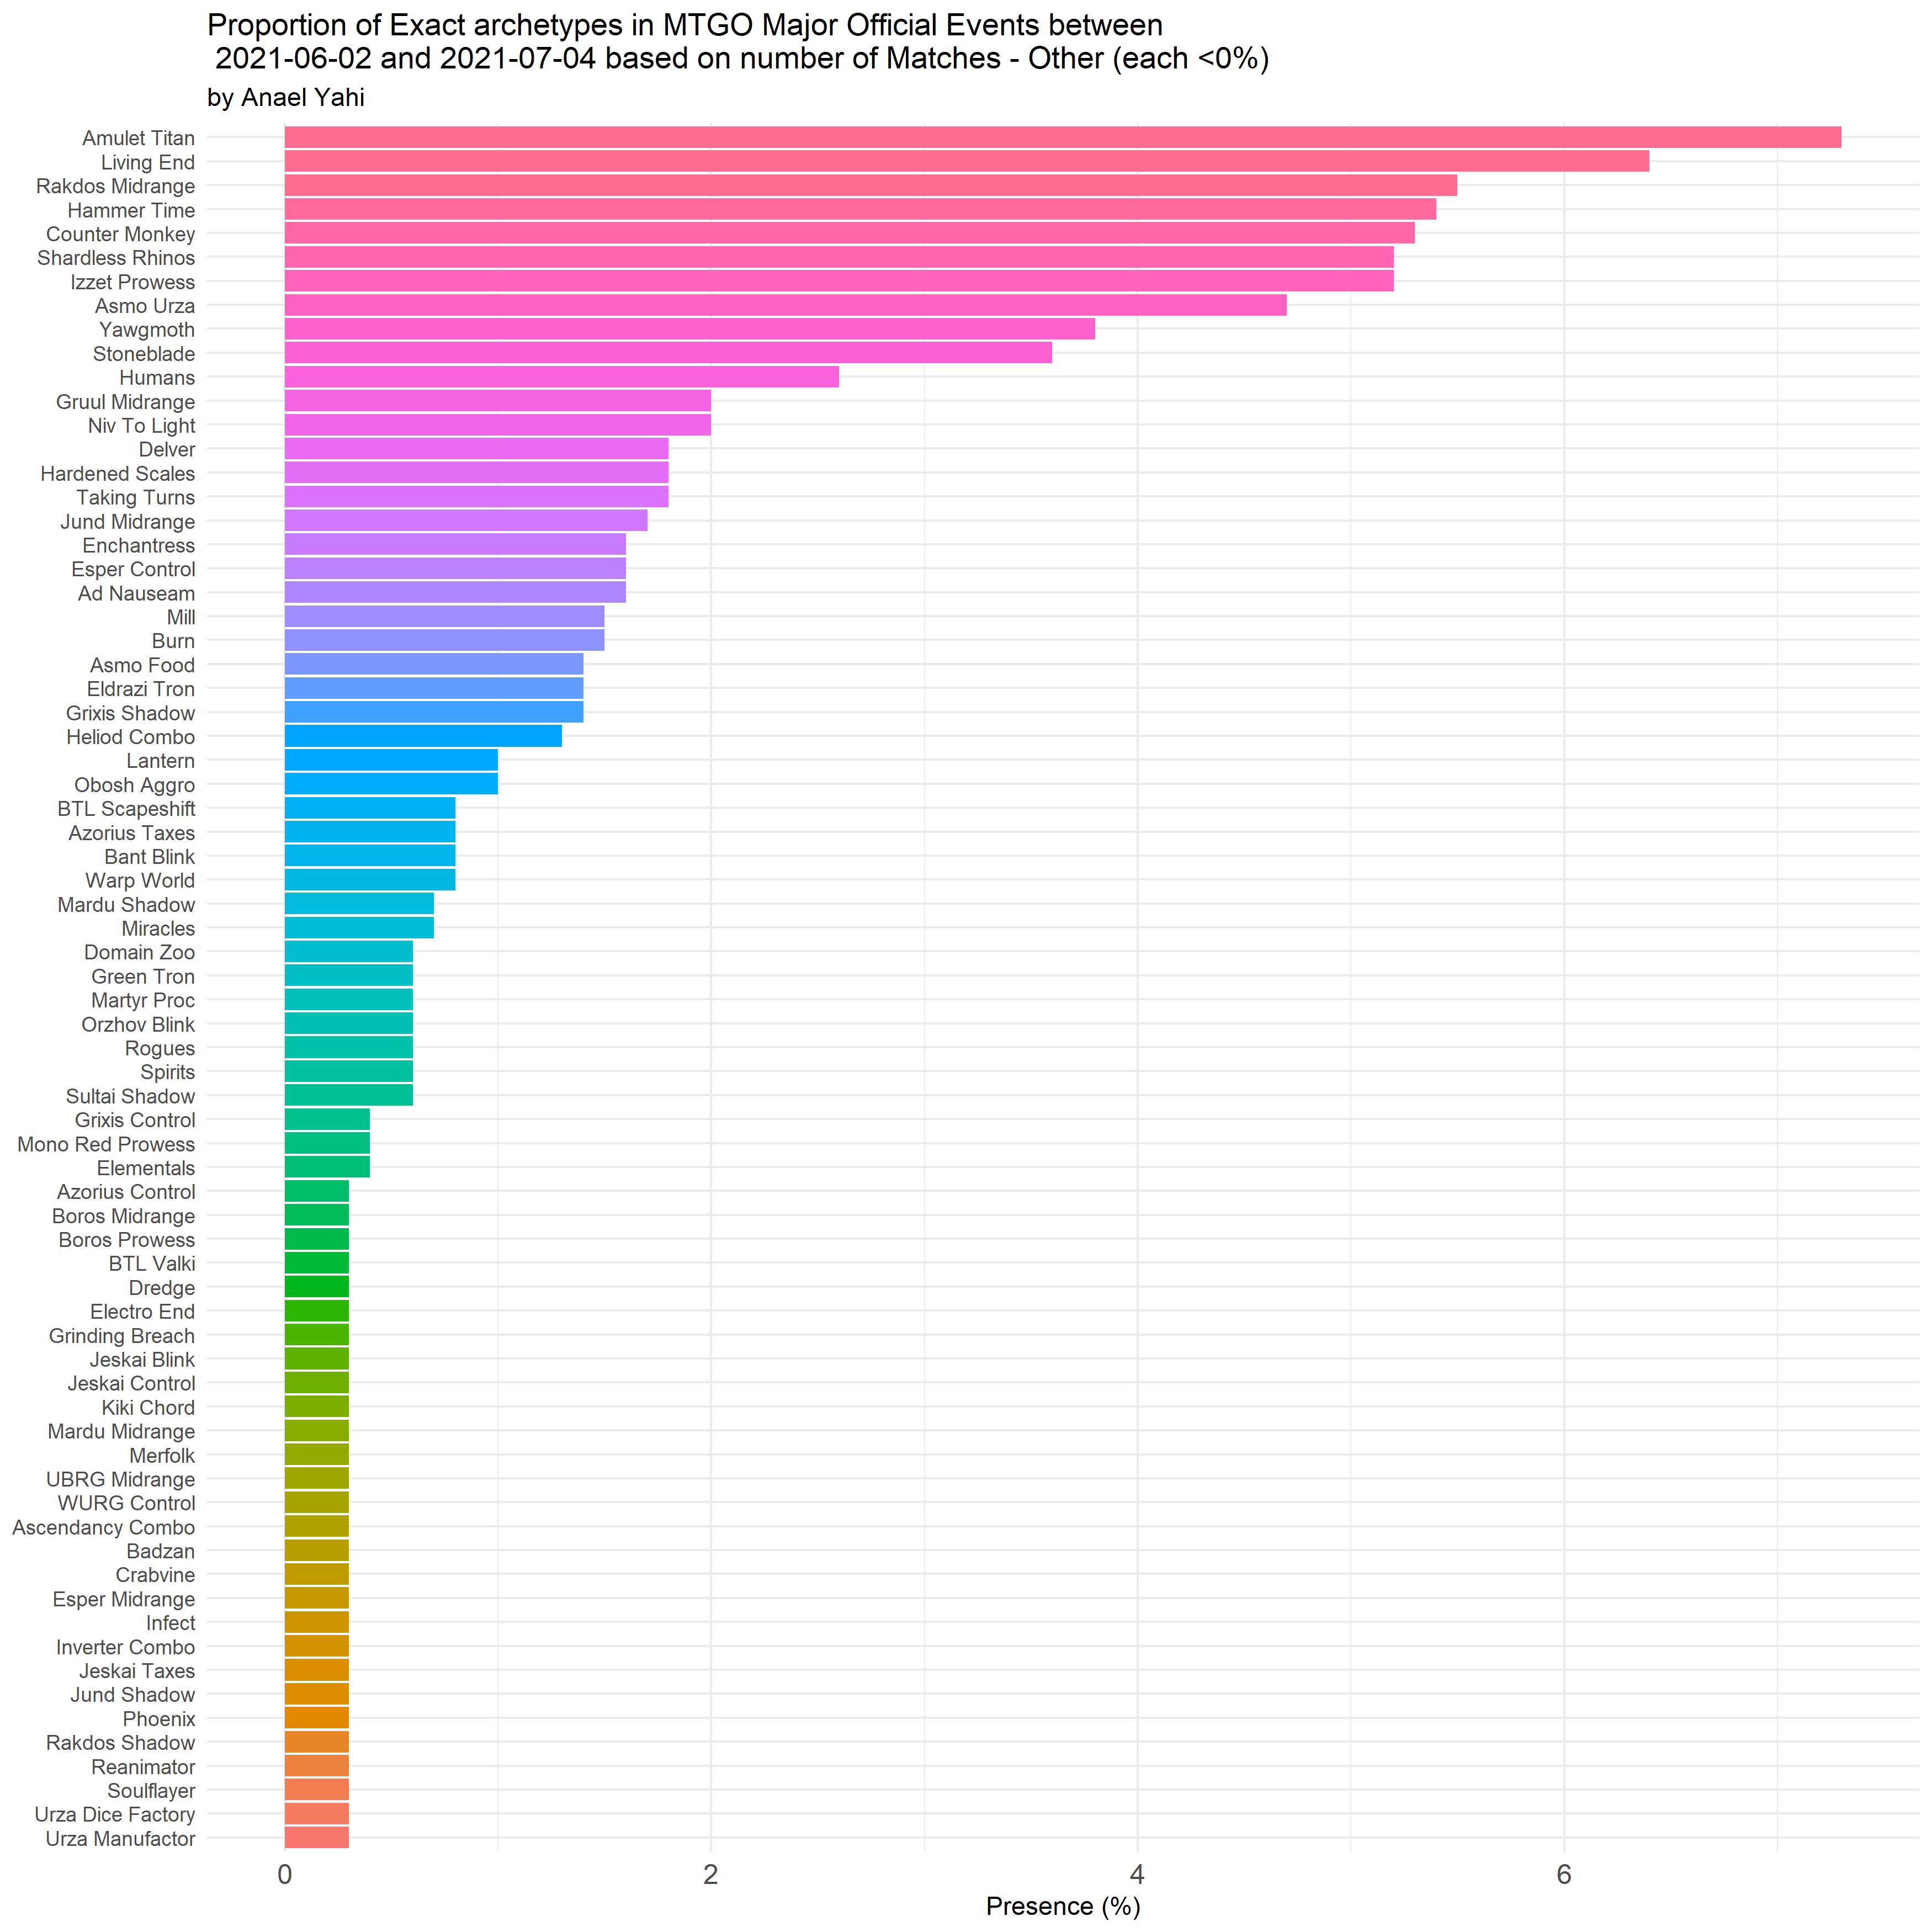 Proportion of Exact archetypes in MTGO Major Official Events between
2021-06-02 and 2021-07-04 based on number of Matches - Other (each <0%)
by Anael Yahi
Amulet Titan
Living End
Rakdos Midrange
Hammer Time
Counter Monkey
Shardless Rhinos
Izzet Prowess
Asmo Urza
Yawgmoth
Stoneblade
Humans
Gruul Midrange
Niv To Light
Delver
Hardened Scales
Taking Turns
Jund Midrange
Enchantress
Esper Control
Ad Nauseam
Mill
Burn
Asmo Food
Eldrazi Tron
Grixis Shadow
Heliod Combo
Lantern
Obosh Aggro
BTL Scapeshift
Azorius Taxes
Bant Blink
Warp World
Mardu Shadow
Miracles
Domain Zoo
Green Tron
Martyr Proc
Orzhov Blink
Rogues
Spirits
Sultai Shadow
Grixis Control
Mono Red Prowess
Elementals
Azorius Control
Boros Midrange
Boros Prowess
BTL Valki
Dredge
Electro End
Grinding Breach
Jeskai Blink
Jeskai Control
Kiki Chord
Mardu Midrange
Merfolk
UBRG Midrange
WURG Control
Ascendancy Combo
Badzan
Crabvine
Esper Midrange
Infect
Inverter Combo
Jeskai Taxes
Jund Shadow
Phoenix
Rakdos Shadow
Reanimator
Soulflayer
Urza Dice Factory
Urza Manufactor
0 2 4 6
Presence (%)